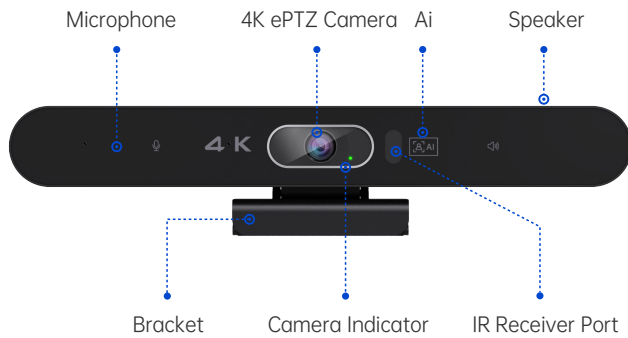 Microphone 4K ePTZ Camera Ai Speaker
4K AI
Bracket Camera Indicator IR Receiver Port